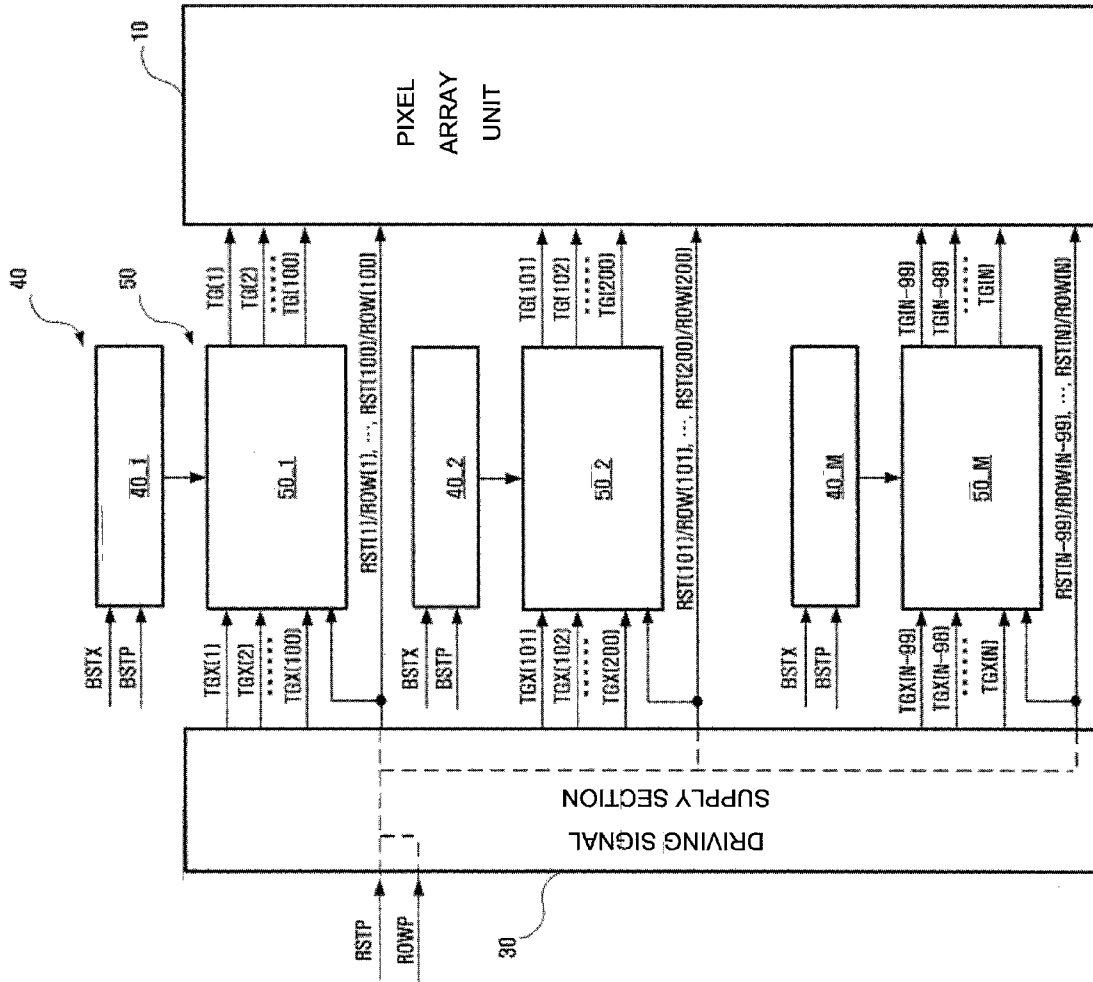 40
BSTX
BSTP
40_1
50
TGX(1)
TGX(2)
******
TGX(100)
50_1
TG(1)
TG(2)
******
TG(100)
10
RSTP
ROWP
RST(1)/ROW(1), ⋯, RST(100)/ROW(100)
PIXEL
ARRAY
UNIT
BSTX
BSTP
40_2
TGX(101)
TGX(102)
******
TGX(200)
50_2
TG(101)
TG(102)
******
TG(200)
30
DRIVING SIGNAL
SUPPLY SECTION
RST(101)/ROW(101), ⋯, RST(200)/ROW(200)
BSTX
BSTP
40_M
TGX(N-99)
TGX(N-98)
******
TGX(N)
50_M
TG(N-99)
TG(N-98)
******
TG(N)
RST(N-99)/ROW(N-99), ⋯, RST(N)/ROW(N)